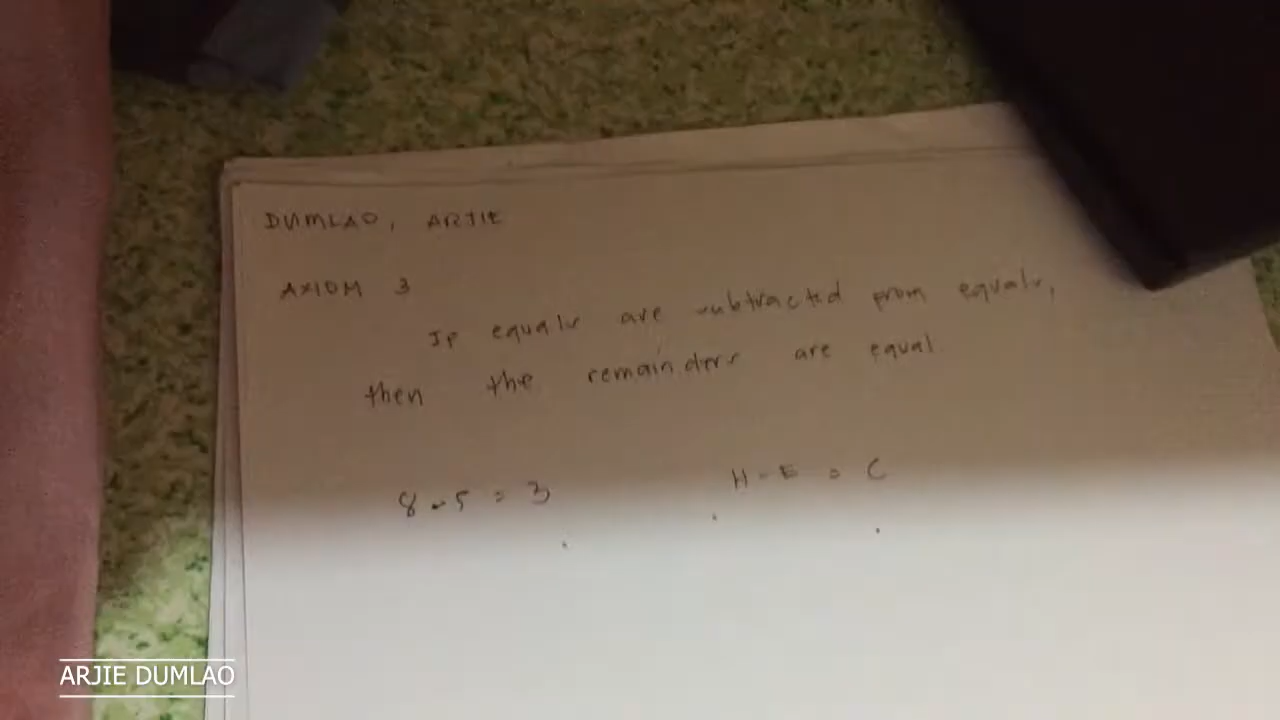 DUMLAO, ARJIE
AXIOM 3
If equals are subtracted from equals,
then the remainders are equal
8 - 5 = 3
H - E = C
ARJIE DUMLAO